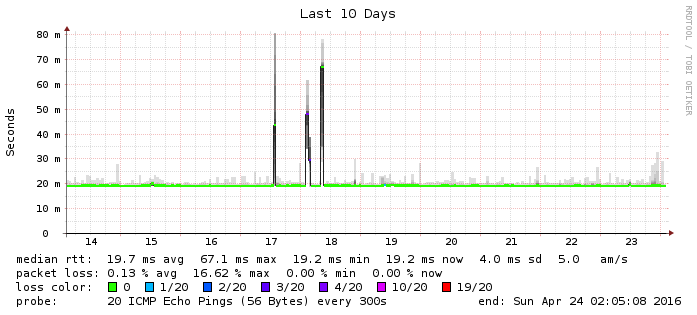 Last 10 Days
RRDTOOL / TOBI OETIKER
Seconds
80 m
70 m
60 m
50 m
40 m
30 m
20 m
10 m
0
14 15 16 17 18 19 20 21 22 23
median rtt: 19.7 ms avg 67.1 ms max 19.2 ms min 19.2 ms now 4.0 ms sd 5.0 am/s
packet loss: 0.13 % avg 16.62 % max 0.00 % min 0.00 % now
loss color: 0 1/20 2/20 3/20 4/20 10/20 19/20
probe: 20 ICMP Echo Pings (56 Bytes) every 300s end: Sun Apr 24 02:05:08 2016